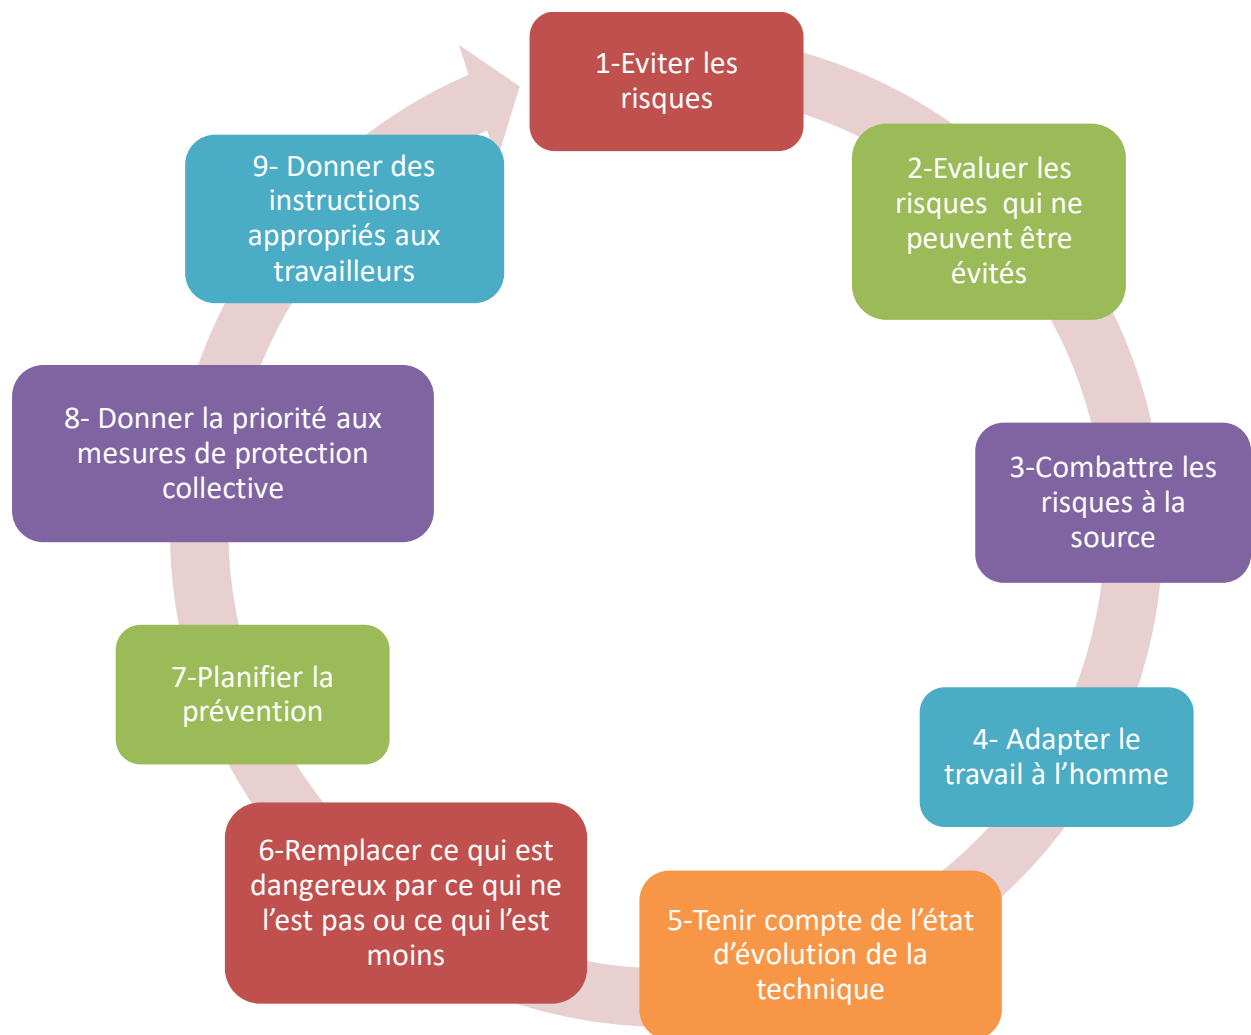 1-Eviter les
risques
2-Evaluer les
risques  qui ne
peuvent être
évités
3-Combattre les
risques à la
source
4- Adapter le
travail à l’homme
5-Tenir compte de l’état
d’évolution de la
technique
6-Remplacer ce qui est
dangereux par ce qui ne
l’est pas ou ce qui l’est
moins
7-Planifier la
prévention
8- Donner la priorité aux
mesures de protection
collective
9- Donner des
instructions
appropriés aux
travailleurs